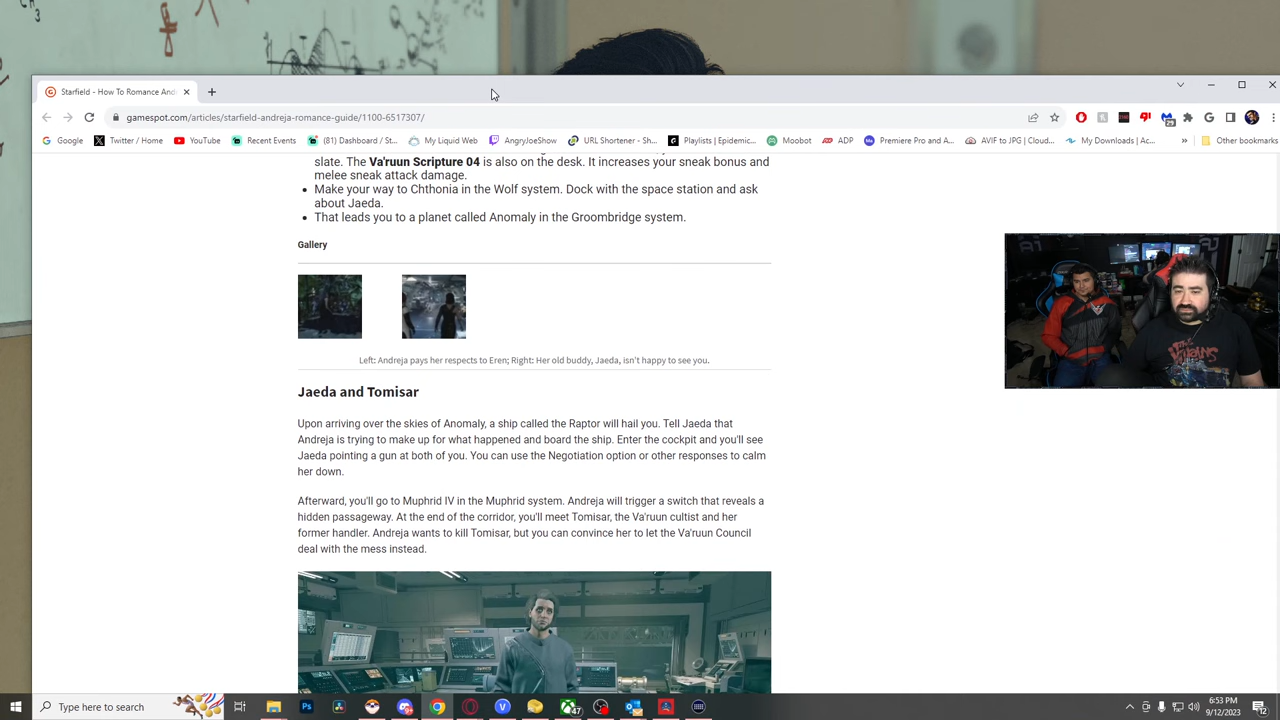 Starfield - How To Romance And
gamespot.com/articles/starfield-andreja-romance-guide/1100-6517307/
Google
Twitter / Home
YouTube
Recent Events
(81) Dashboard / St...
My Liquid Web
AngryJoeShow
URL Shortener - Sh...
Playlists | Epidemic...
Moobot
ADP
Premiere Pro and A...
AVIF to JPG | Cloud...
My Downloads | Ac...
Other bookmarks
slate. The Va'ruun Scripture 04 is also on the desk. It increases your sneak bonus and
melee sneak attack damage.
Make your way to Chthonia in the Wolf system. Dock with the space station and ask
about Jaeda.
That leads you to a planet called Anomaly in the Groombridge system.
Gallery
Left: Andreja pays her respects to Eren; Right: Her old buddy, Jaeda, isn't happy to see you.
Jaeda and Tomisar
Upon arriving over the skies of Anomaly, a ship called the Raptor will hail you. Tell Jaeda that
Andreja is trying to make up for what happened and board the ship. Enter the cockpit and you'll see
Jaeda pointing a gun at both of you. You can use the Negotiation option or other responses to calm
her down.
Afterward, you'll go to Muphrid IV in the Muphrid system. Andreja will trigger a switch that reveals a
hidden passageway. At the end of the corridor, you'll meet Tomisar, the Va'ruun cultist and her
former handler. Andreja wants to kill Tomisar, but you can convince her to let the Va'ruun Council
deal with the mess instead.
Type here to search
6:53 PM
9/12/2023